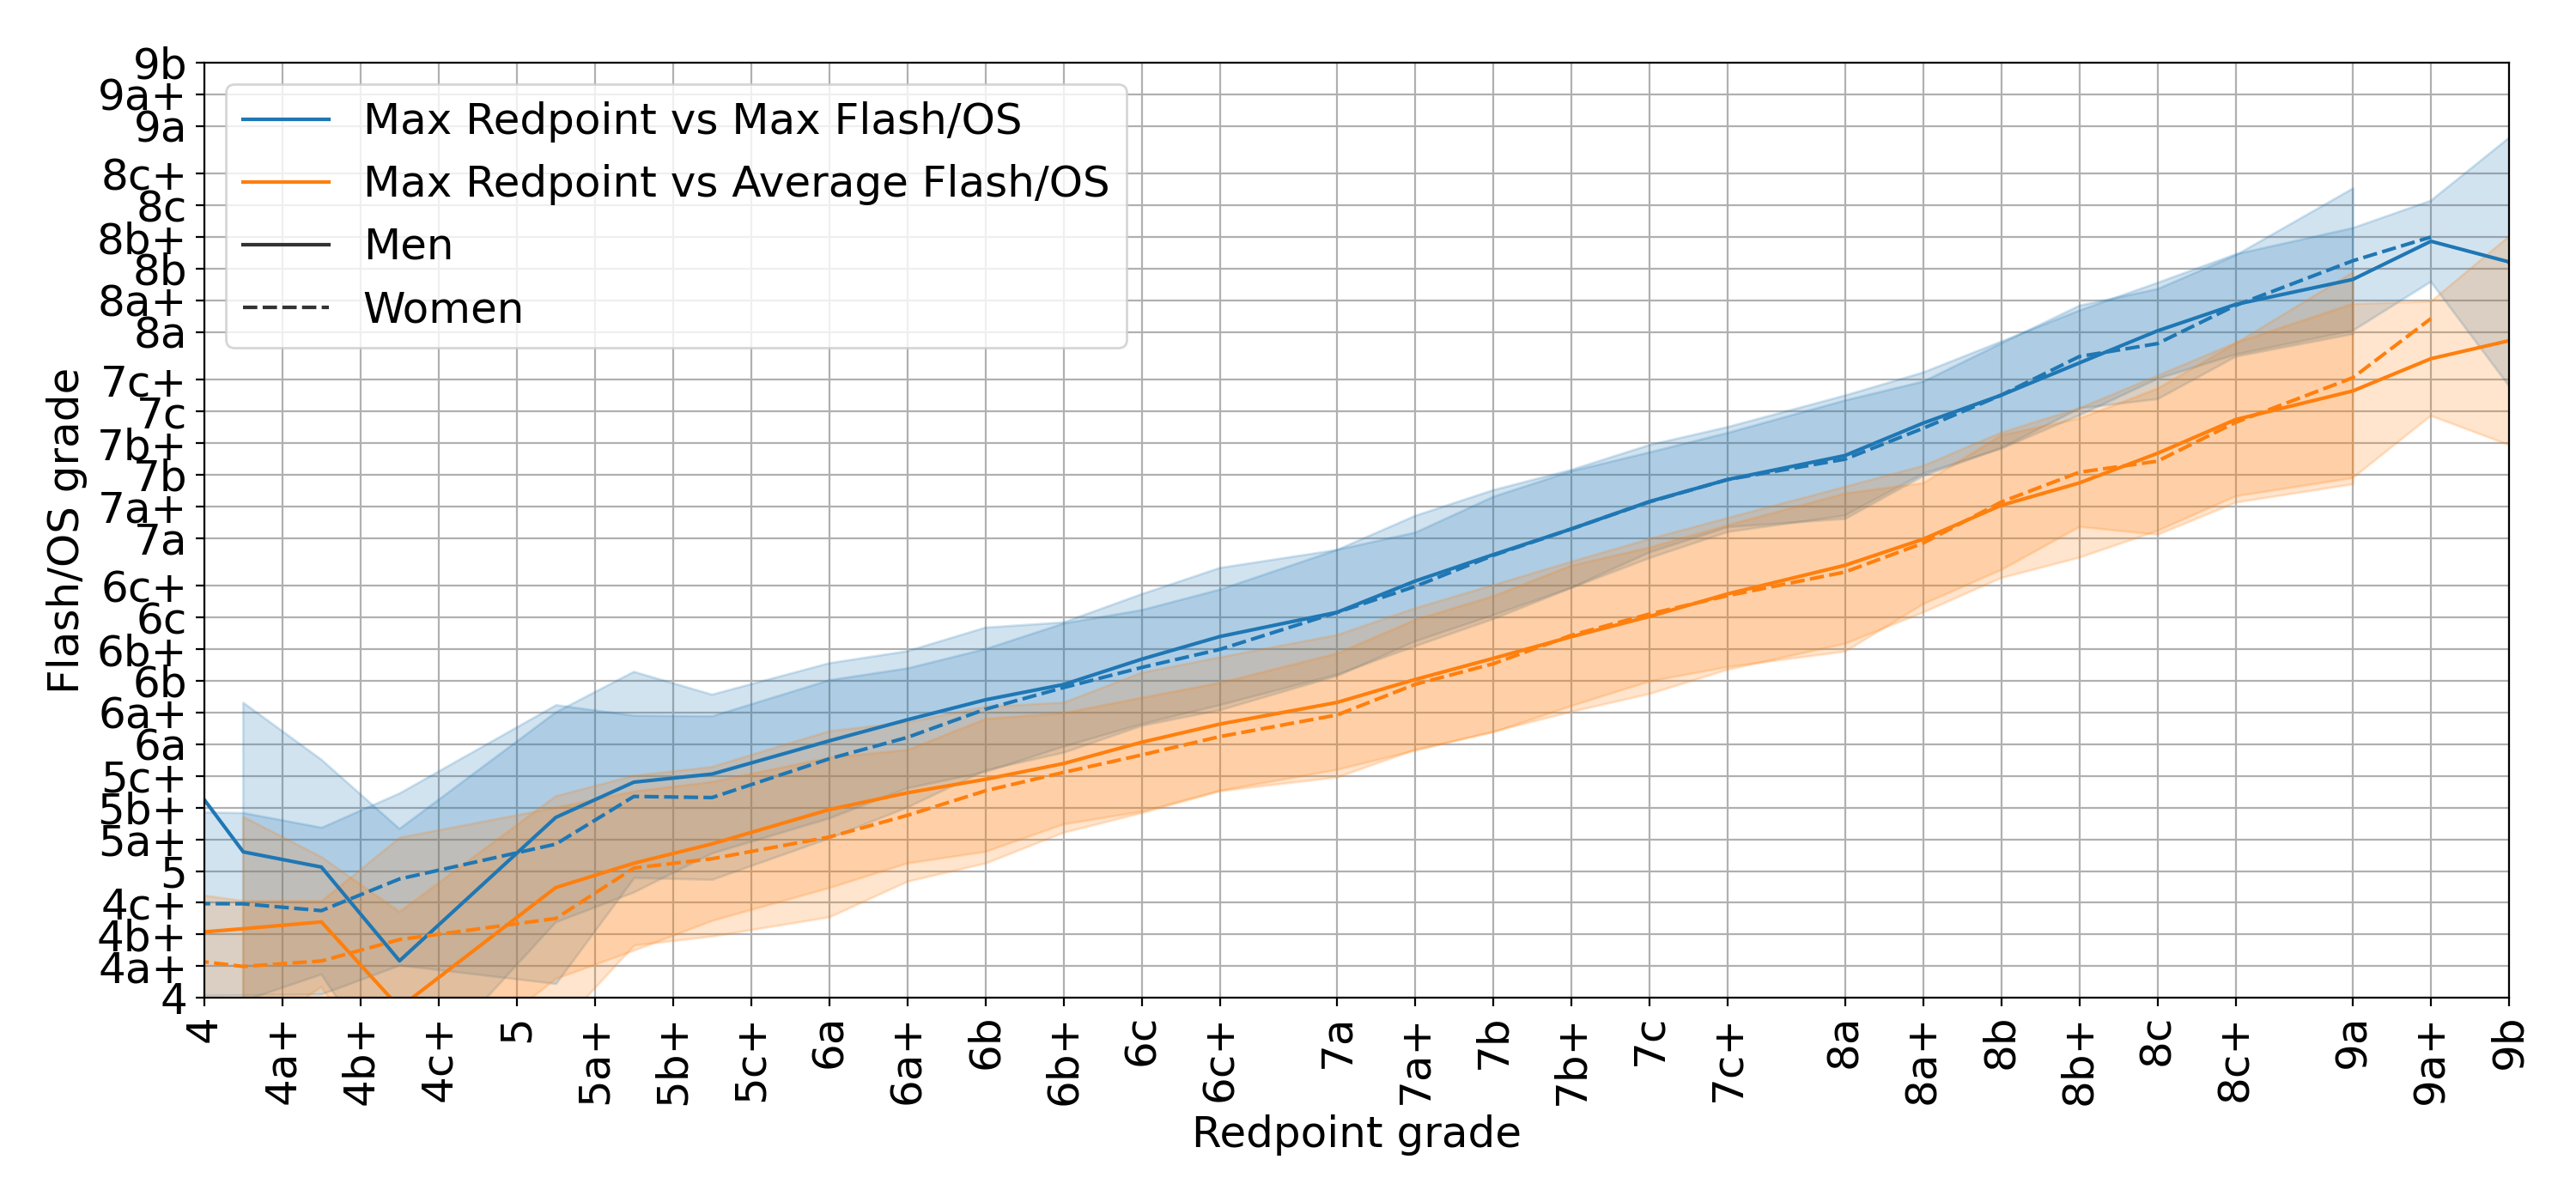 9b
9a+
9a
8c+
8c
8b+
8b
8a+
8a
7c+
7c
7b+
7b
7a+
7a
6c+
6c
6b+
6b
6a+
6a
5c+
5b+
5a+
5
4c+
4b+
4a+
4
Flash/OS grade
Max Redpoint vs Max Flash/OS
Max Redpoint vs Average Flash/OS
Men
Women
4 4a+ 4b+ 4c+ 5 5a+ 5b+ 5c+ 6a 6a+ 6b 6b+ 6c 6c+ 7a 7a+ 7b 7b+ 7c 7c+ 8a 8a+ 8b 8b+ 8c 8c+ 9a 9a+ 9b
Redpoint grade